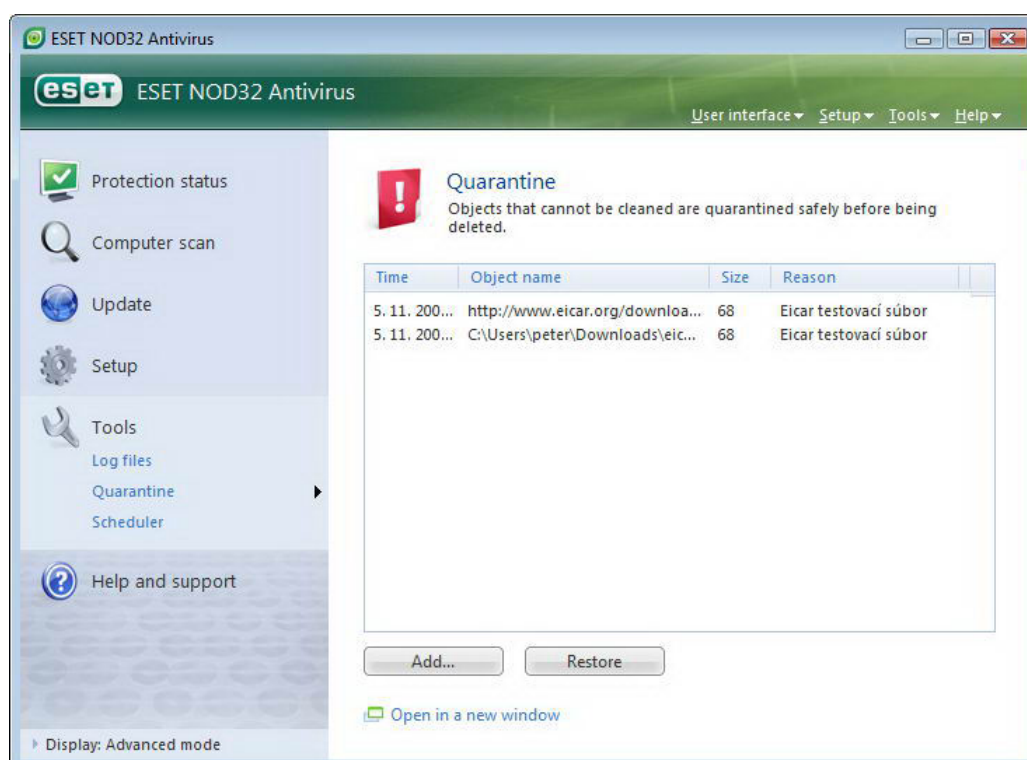 ESET NOD32 Antivirus
eset ESET NOD32 Antivirus
User interface Setup Tools Help
Protection status
Computer scan
Update
Setup
Tools
Log files
Quarantine
Scheduler
Help and support
Display: Advanced mode
Quarantine
Objects that cannot be cleaned are quarantined safely before being
deleted.
Time Object name Size Reason
5. 11. 200... http://www.eicar.org/downloa... 68 Eicar testovací súbor
5. 11. 200... C:\Users\peter\Downloads\eic... 68 Eicar testovací súbor
Add... Restore
Open in a new window